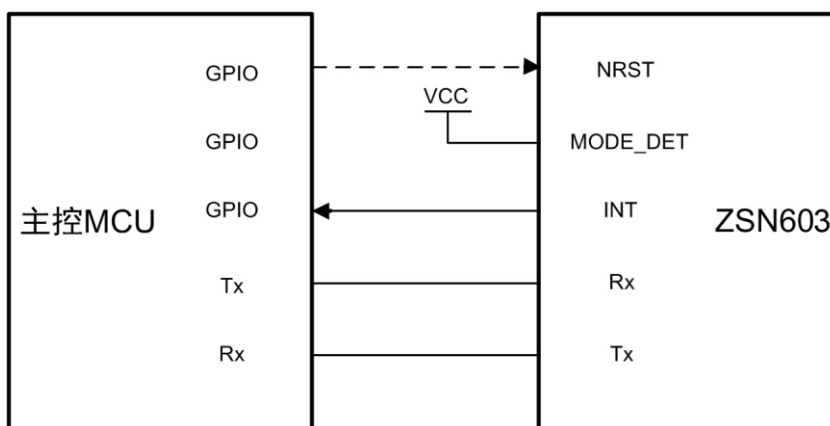 GPIO
NRST
VCC
GPIO
MODE_DET
主控MCU
GPIO
INT
ZSN603
Tx
Rx
Rx
Tx